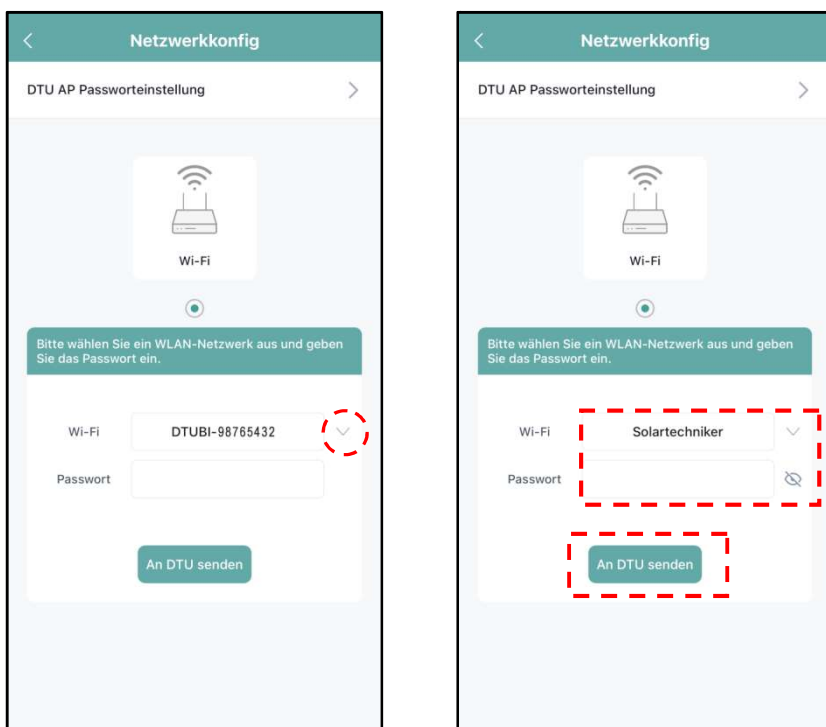 Netzwerkkonfig
DTU AP Passworteinstellung
Wi-Fi
Bitte wählen Sie ein WLAN-Netzwerk aus und geben
Sie das Passwort ein.
Wi-Fi DTUBI-98765432
Passwort
An DTU senden
Netzwerkkonfig
DTU AP Passworteinstellung
Wi-Fi
Bitte wählen Sie ein WLAN-Netzwerk aus und geben
Sie das Passwort ein.
Wi-Fi Solartechniker
Passwort
An DTU senden